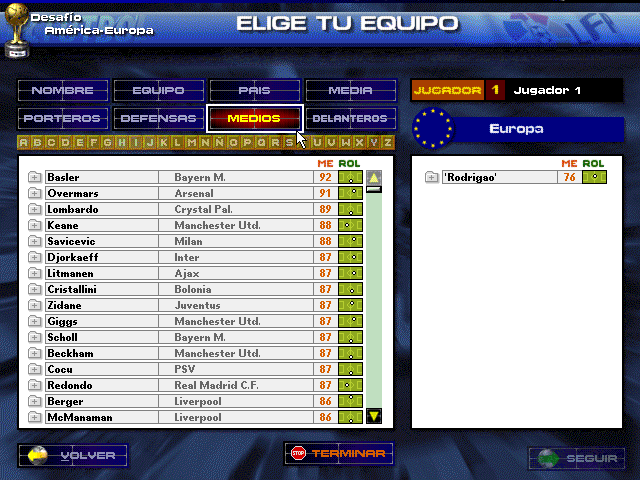 Desafío
América-Europa
ELIGE TU EQUIPO
LFP
NOMBRE EQUIPO PAIS MEDIA
PORTEROS DEFENSAS MEDIOS DELANTEROS
JUGADOR 1 Jugador 1
Europa
A B C D E F G H I J K L M N Ñ O P Q R S U V W X Y Z
ME ROL
Basler Bayern M. 92
Overmars Arsenal 91
Lombardo Crystal Pal. 89
Keane Manchester Utd. 88
Savicevic Milan 88
Djorkaeff Inter 87
Litmanen Ajax 87
Cristallini Bolonia 87
Zidane Juventus 87
Giggs Manchester Utd. 87
Scholl Bayern M. 87
Beckham Manchester Utd. 87
Cocu PSV 87
Redondo Real Madrid C.F. 87
Berger Liverpool 86
McManaman Liverpool 86
ME ROL
'Rodrigao' 76
VOLVER
STOP TERMINAR
SEGUIR